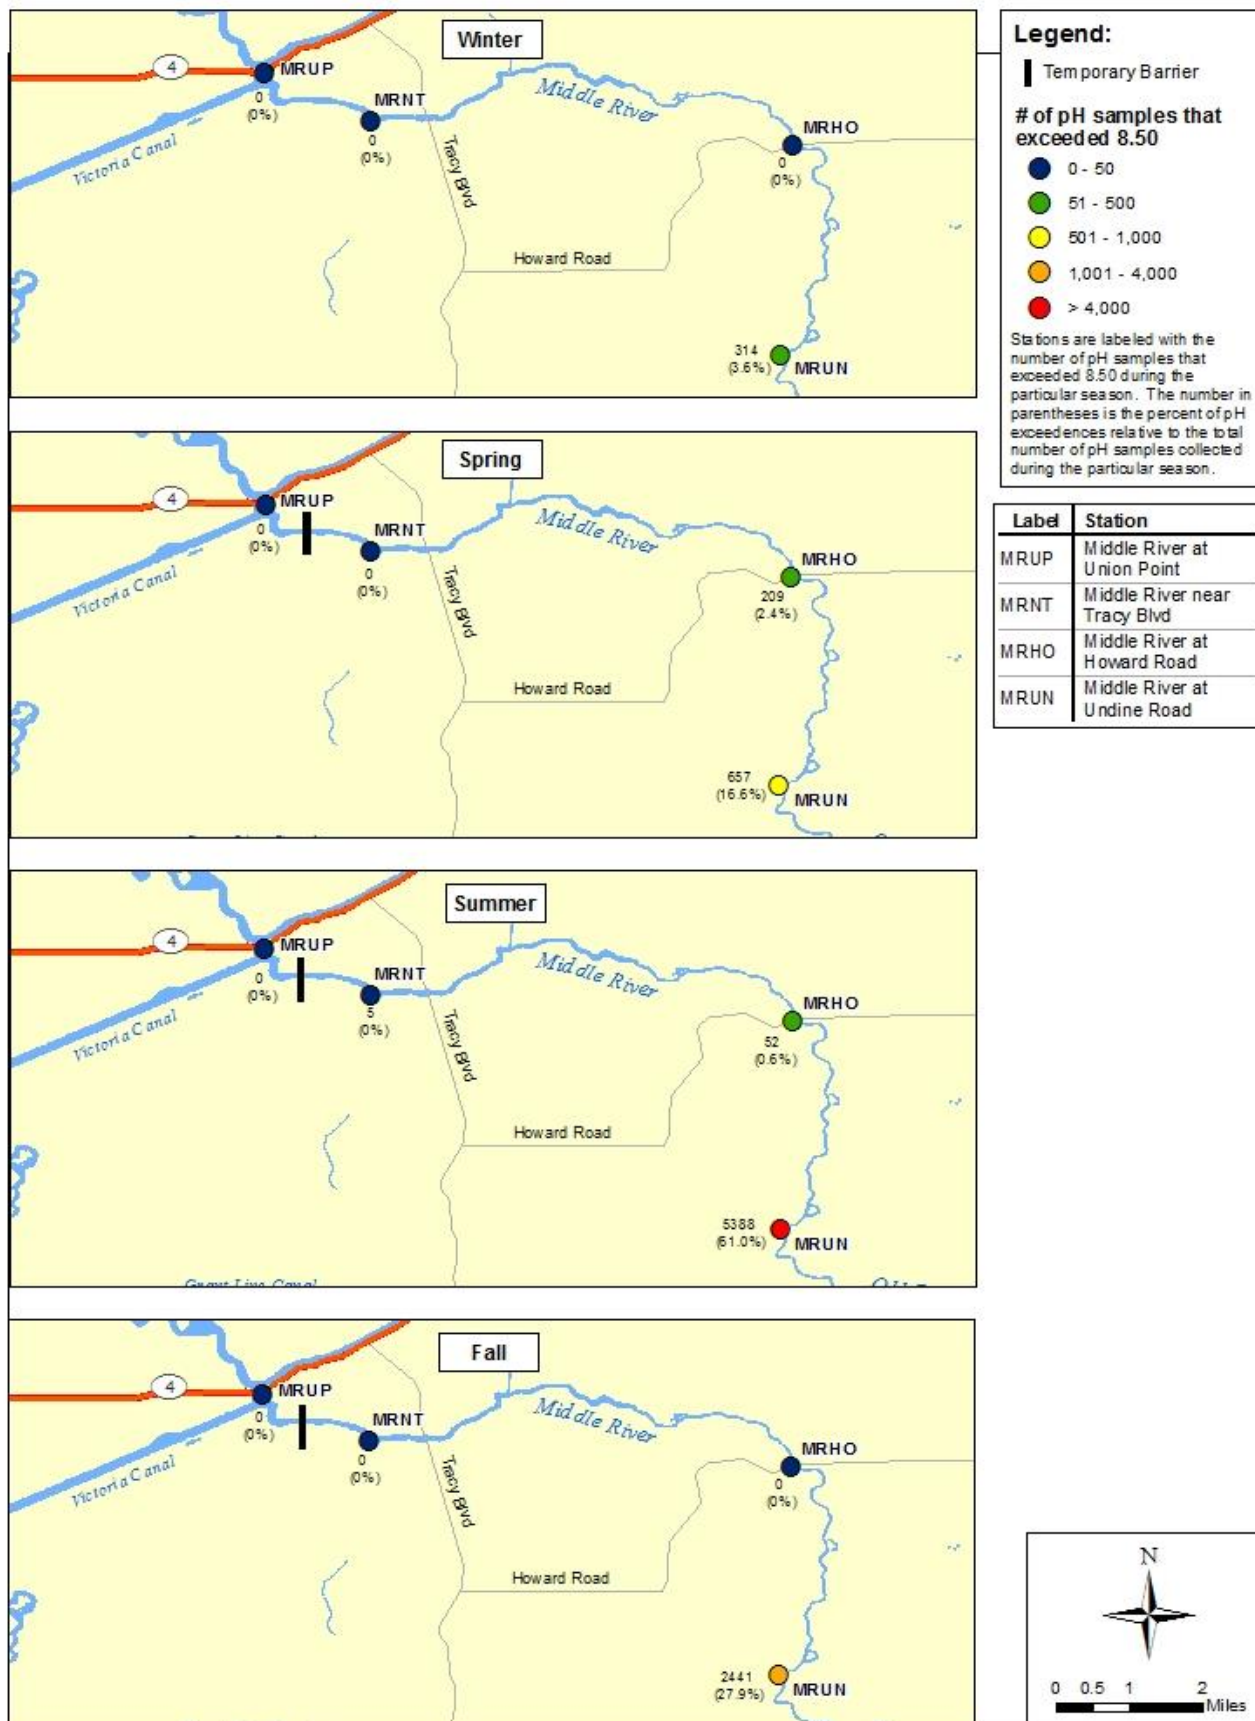 Winter
4
MRUP
0
(0%)
MRNT
0
(0%)
Victoria Canal
Middle River
Tracy Blvd
MRHO
0
(0%)
Howard Road
314
(3.6%)
MRUN
Spring
4
MRUP
0
(0%)
MRNT
0
(0%)
Victoria Canal
Middle River
Tracy Blvd
MRHO
209
(2.4%)
Howard Road
657
(16.6%)
MRUN
Summer
4
MRUP
0
(0%)
MRNT
5
(0%)
Victoria Canal
Middle River
Tracy Blvd
MRHO
52
(0.6%)
Howard Road
5388
(61.0%)
MRUN
Grant Line Canal
Fall
4
MRUP
0
(0%)
MRNT
0
(0%)
Victoria Canal
Middle River
Tracy Blvd
MRHO
0
(0%)
Howard Road
2441
(27.9%)
MRUN
Legend:
Temporary Barrier
# of pH samples that
exceeded 8.50
0 - 50
51 - 500
501 - 1,000
1,001 - 4,000
> 4,000
Stations are labeled with the
number of pH samples that
exceeded 8.50 during the
particular season. The number in
parentheses is the percent of pH
exceedences relative to the total
number of pH samples collected
during the particular season.
Label Station
MRUP Middle River at
Union Point
MRNT Middle River near
Tracy Blvd
MRHO Middle River at
Howard Road
MRUN Middle River at
Undine Road
N
0 0.5 1 2
Miles